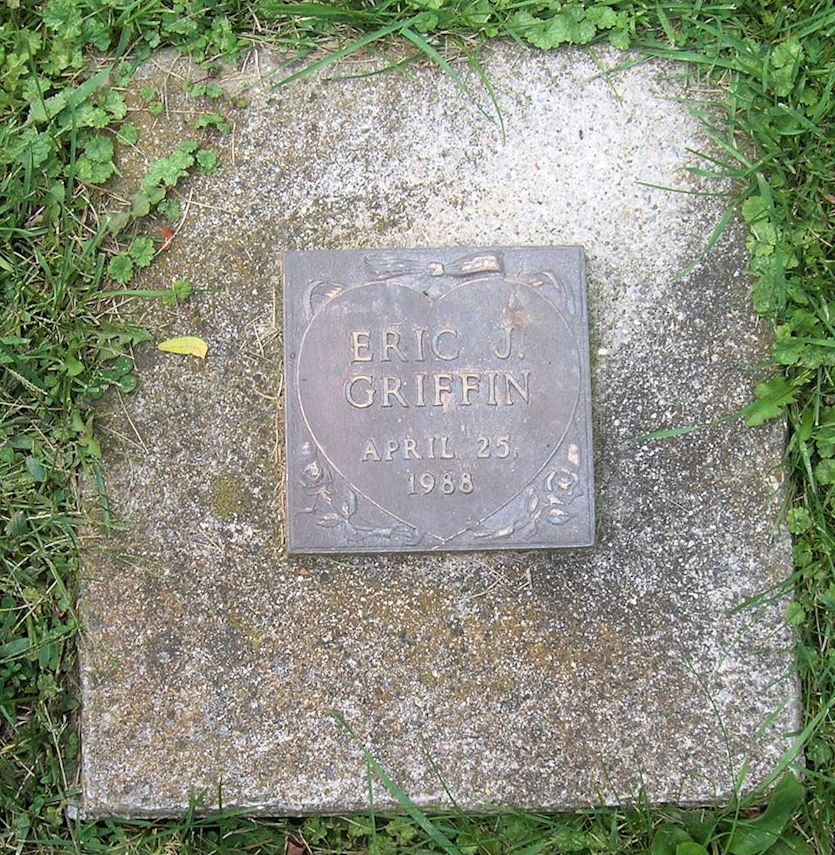 ERIC J.
GRIFFIN
APRIL 25,
1988